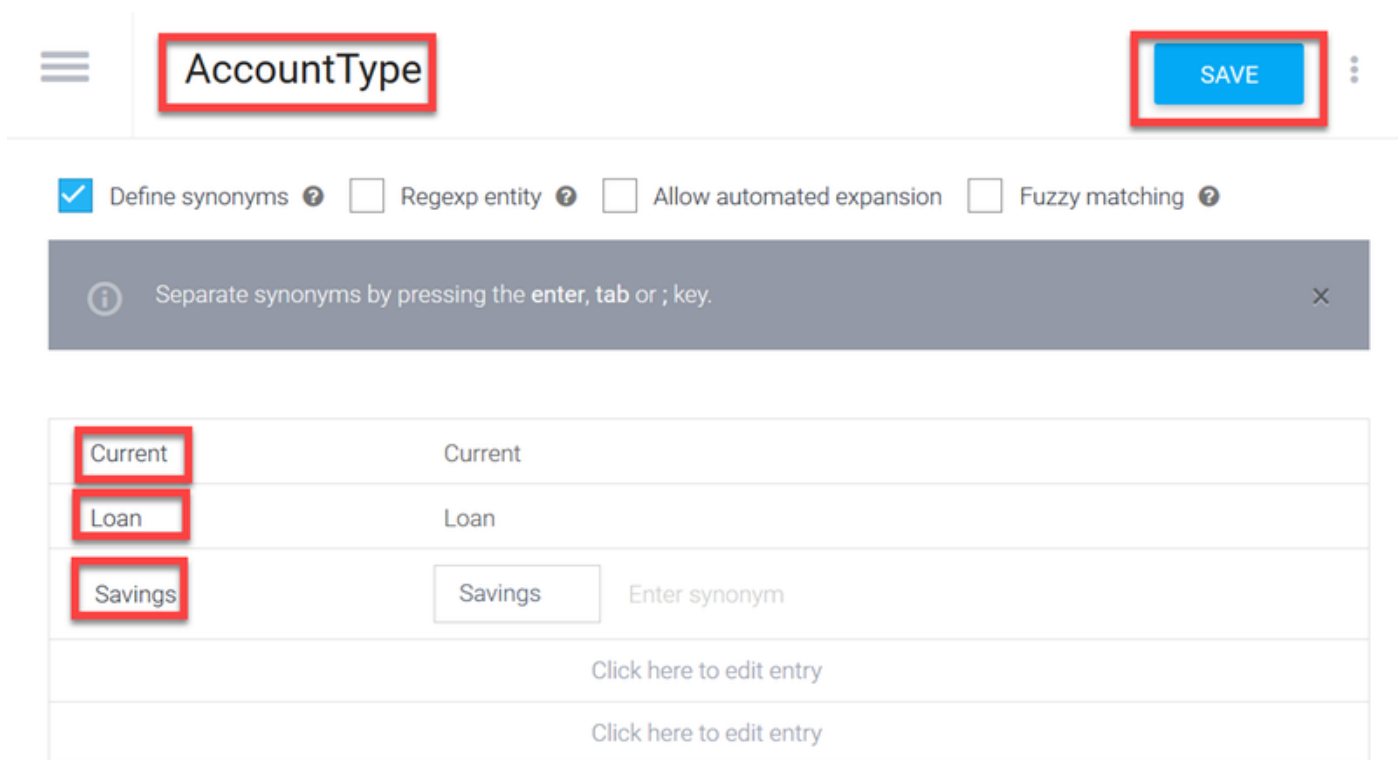 AccountType SAVE
Define synonyms ? Regexp entity ? Allow automated expansion Fuzzy matching ?
i Separate synonyms by pressing the enter, tab or ; key. ×
Current Current
Loan Loan
Savings Savings Enter synonym
Click here to edit entry
Click here to edit entry